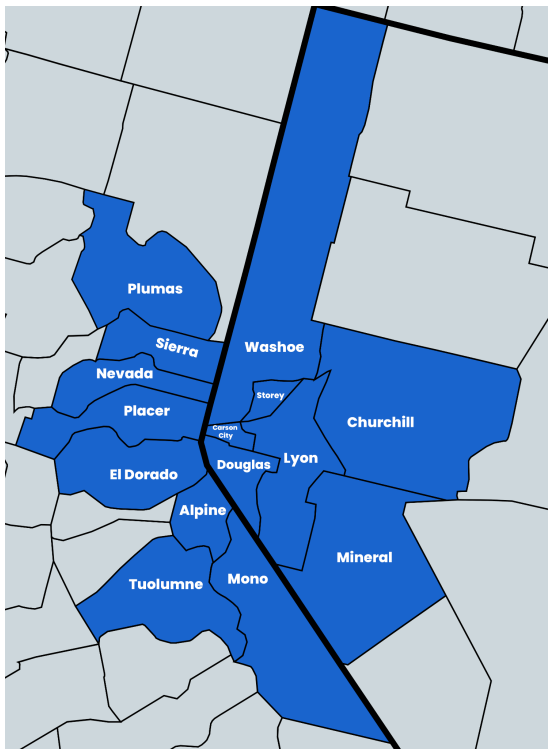 Plumas
Sierra
Washoe
Nevada
Storey
Placer
Churchill
Carson
City
Lyon
Douglas
El Dorado
Alpine
Mineral
Mono
Tuolumne